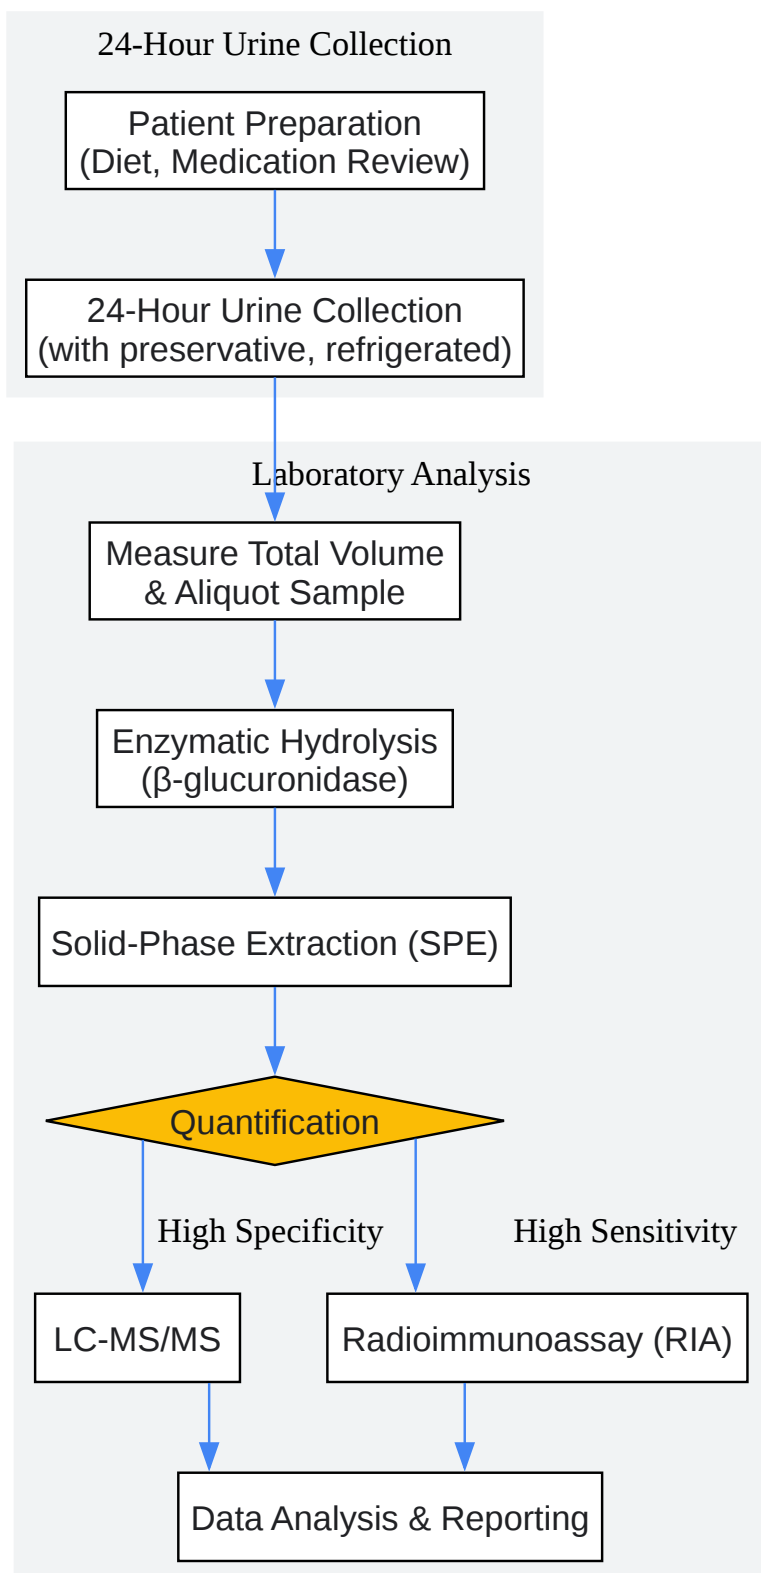 24-Hour Urine Collection
Patient Preparation
(Diet, Medication Review)
24-Hour Urine Collection
(with preservative, refrigerated)
Laboratory Analysis
Measure Total Volume
& Aliquot Sample
Enzymatic Hydrolysis
(β-glucuronidase)
Solid-Phase Extraction (SPE)
Quantification
High Specificity
High Sensitivity
LC-MS/MS
Radioimmunoassay (RIA)
Data Analysis & Reporting